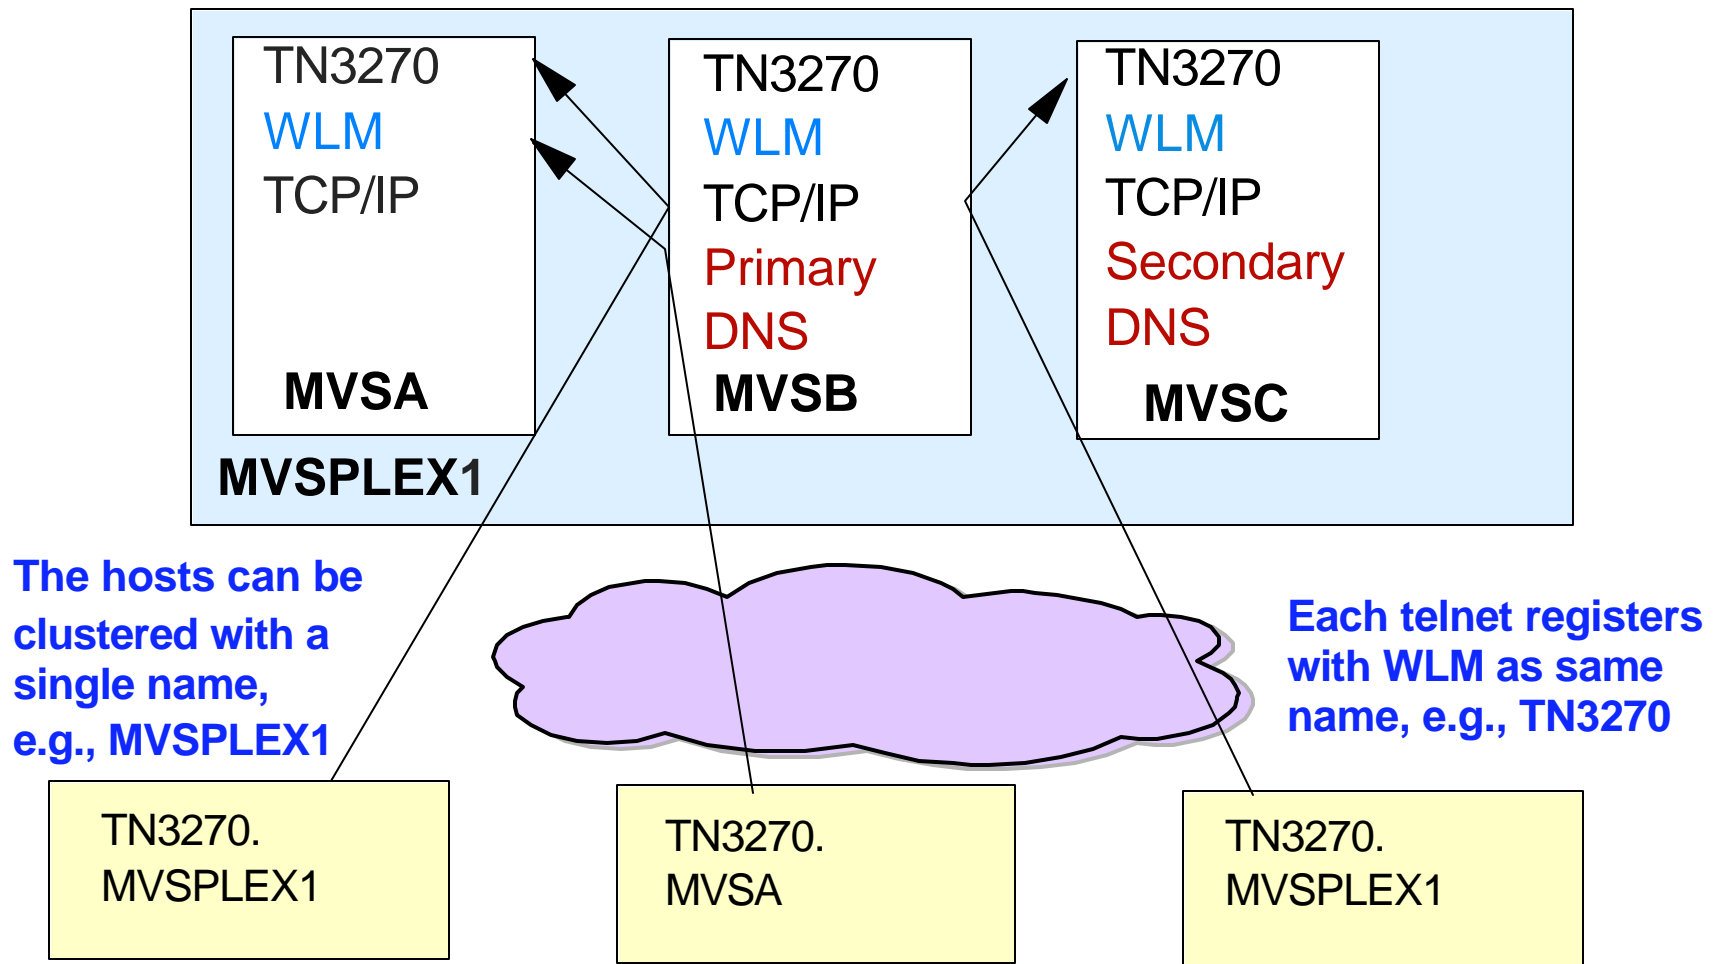 TN3270
WLM
TCP/IP
MVSA
TN3270
WLM
TCP/IP
Primary
DNS
MVSB
TN3270
WLM
TCP/IP
Secondary
DNS
MVSC
MVSPLEX1
The hosts can be
clustered with a
single name,
e.g., MVSPLEX1
Each telnet registers
with WLM as same
name, e.g., TN3270
TN3270.
MVSPLEX1
TN3270.
MVSA
TN3270.
MVSPLEX1